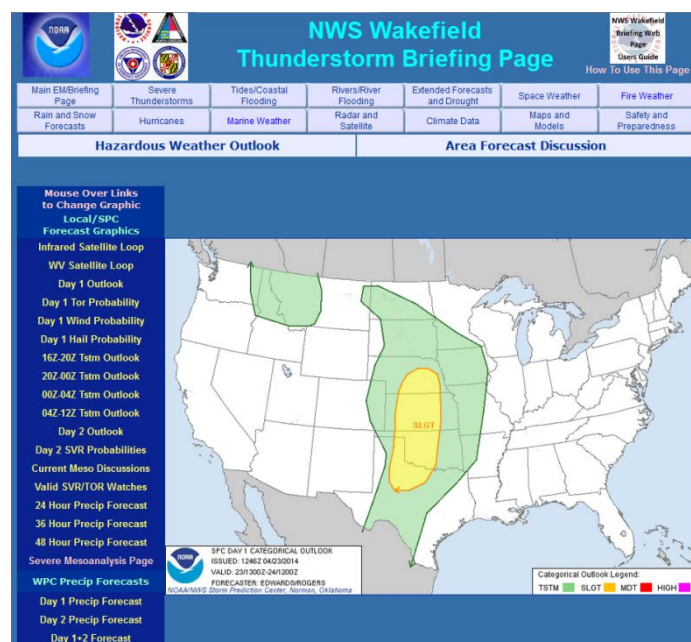 NOAA
NWS Wakefield
Thunderstorm Briefing Page
NWS Wakefield
Briefing Web
Page
Users Guide
How To Use This Page
Main EM/Briefing
Page
Severe
Thunderstorms
Tides/Coastal
Flooding
Rivers/River
Flooding
Extended Forecasts
and Drought
Space Weather
Fire Weather
Rain and Snow
Forecasts
Hurricanes
Marine Weather
Radar and
Satellite
Climate Data
Maps and
Models
Safety and
Preparedness
Hazardous Weather Outlook
Area Forecast Discussion
Mouse Over Links
to Change Graphic
Local/SPC
Forecast Graphics
Infrared Satellite Loop
WV Satellite Loop
Day 1 Outlook
Day 1 Tor Probability
Day 1 Wind Probability
Day 1 Hail Probability
16Z-20Z Tstm Outlook
20Z-00Z Tstm Outlook
00Z-04Z Tstm Outlook
04Z-12Z Tstm Outlook
Day 2 Outlook
Day 2 SVR Probabilities
Current Meso Discussions
Valid SVR/TOR Watches
24 Hour Precip Forecast
36 Hour Precip Forecast
48 Hour Precip Forecast
Severe Mesoanalysis Page
WPC Precip Forecasts
Day 1 Precip Forecast
Day 2 Precip Forecast
Day 1+2 Forecast
SLGT
NOAA
SPC DAY 1 CATEGORICAL OUTLOOK
ISSUED: 1246Z 04/23/2014
VALID: 23/1300Z-24/1200Z
FORECASTER: EDWARDS/ROGERS
NOAA/NWS Storm Prediction Center, Norman, Oklahoma
Categorical Outlook Legend:
TSTM SLGT MDT HIGH